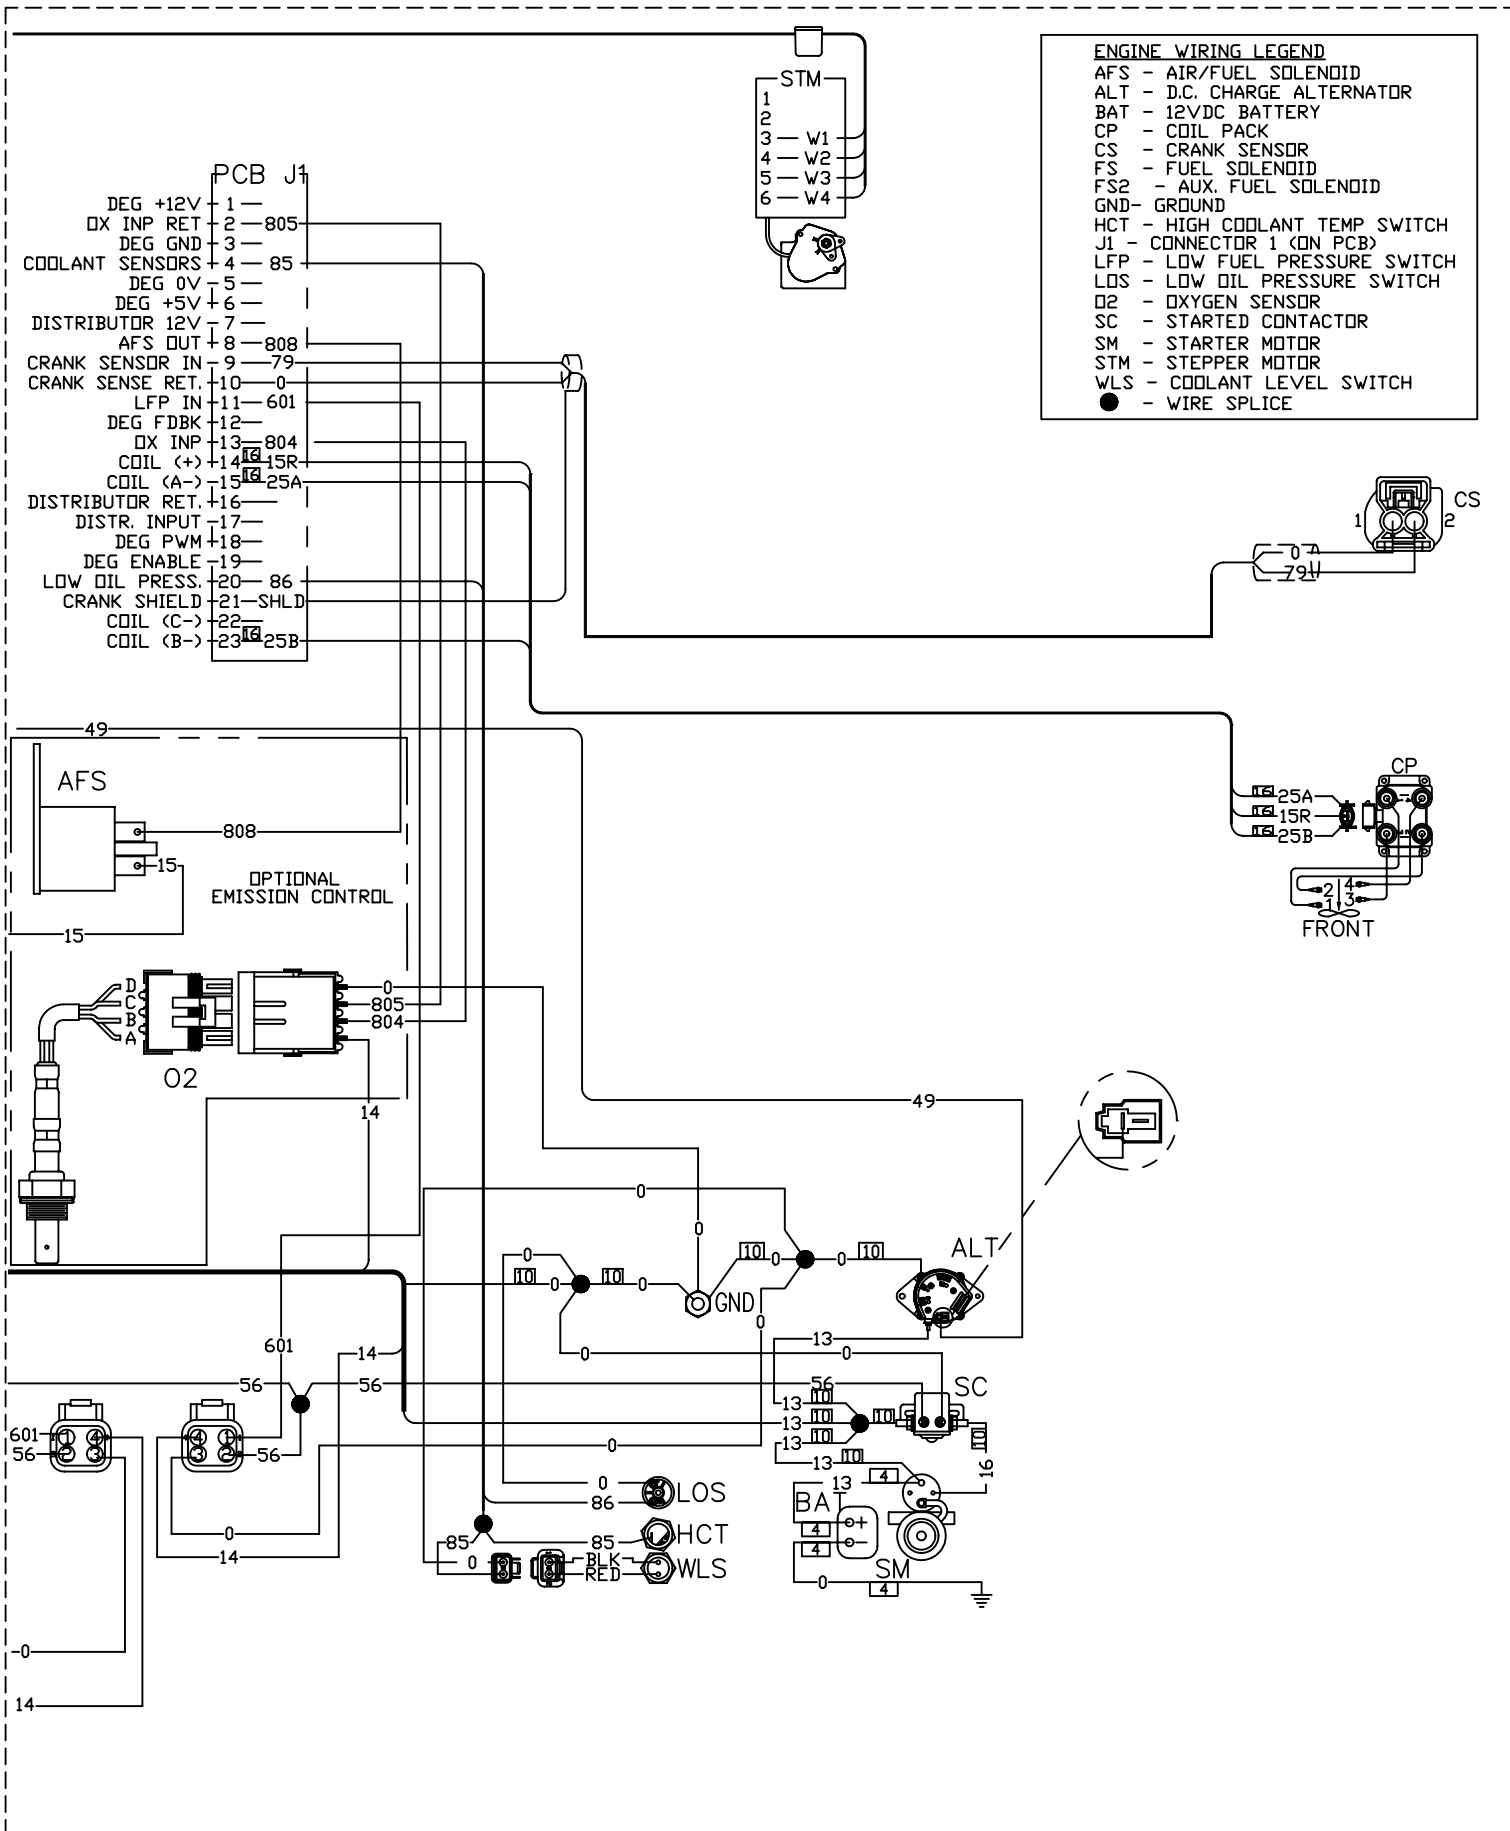 STM
1
2
3 W1
4 W2
5 W3
6 W4
ENGINE WIRING LEGEND
AFS - AIR/FUEL SOLENOID
ALT - D.C. CHARGE ALTERNATOR
BAT - 12VDC BATTERY
CP - COIL PACK
CS - CRANK SENSOR
FS - FUEL SOLENOID
FS2 - AUX. FUEL SOLENOID
GND- GROUND
HCT - HIGH COOLANT TEMP SWITCH
J1 - CONNECTOR 1 (ON PCB)
LFP - LOW FUEL PRESSURE SWITCH
LOS - LOW OIL PRESSURE SWITCH
O2 - OXYGEN SENSOR
SC - STARTED CONTACTOR
SM - STARTER MOTOR
STM - STEPPER MOTOR
WLS - COOLANT LEVEL SWITCH
- WIRE SPLICE
PCB J1
DEG +12V 1
OX INP RET 2 805
DEG GND 3
COOLANT SENSORS 4 85
DEG 0V 5
DEG +5V 6
DISTRIBUTOR 12V 7
AFS OUT 8 808
CRANK SENSOR IN 9 79
CRANK SENSE RET. 10 0
LFP IN 11 601
DEG FDBK 12
OX INP 13 804
COIL (+) 14 16 15R
COIL (A-) 15 16 25A
DISTRIBUTOR RET. 16
DISTR. INPUT 17
DEG PWM 18
DEG ENABLE 19
LOW OIL PRESS. 20 86
CRANK SHIELD 21 SHLD
COIL (C-) 22
COIL (B-) 23 16 25B
CS
1 2
0
79
49
AFS
808
15
OPTIONAL
EMISSION CONTROL
15
CP
16 25A
16 15R
16 25B
2 4
1 3
FRONT
D
C
B
A
O2
0
805
804
14
49
0
0
0
10 0
0 10
ALT
10 0
10 0
GND
0
601
14
13
0
0
56
56
56
SC
13 10
13 10
10
13 10
10
601
56
1 4
2 3
4 1
3 2
56
0
13 10
16
0
86
LOS
13 4
BA T
4
4
+
-
SM
0
4
85
85
HCT
0
BLK
RED
WLS
0
14
0
14